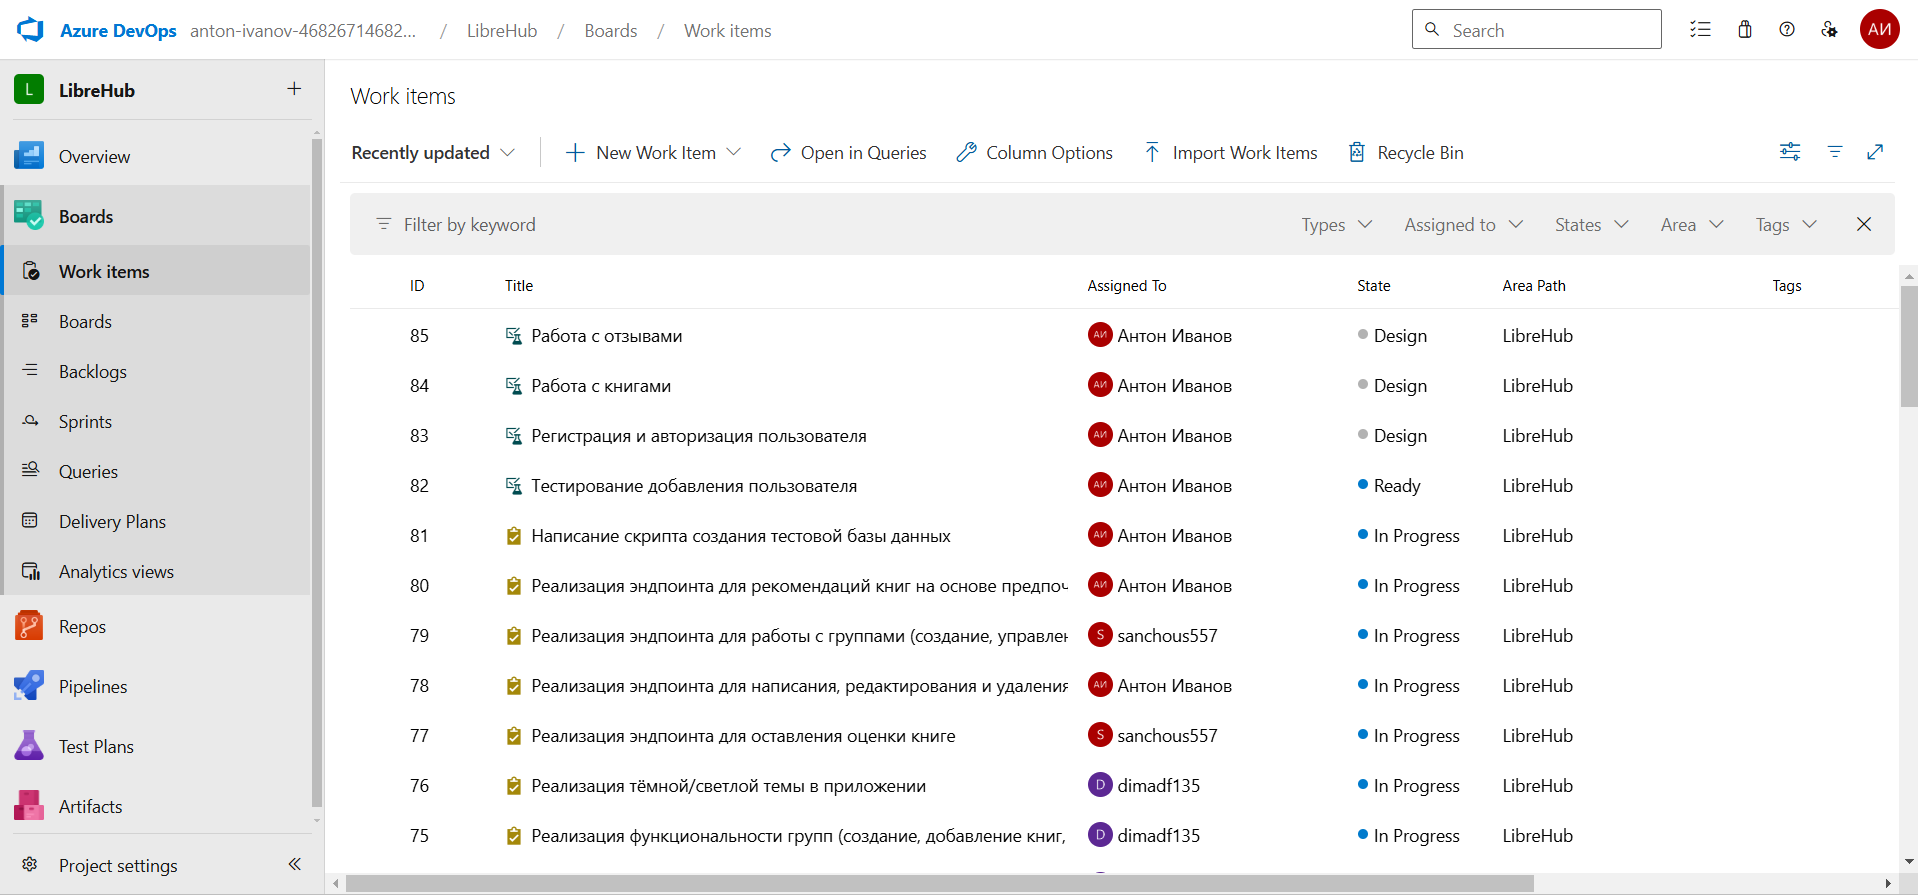 Azure DevOps anton-ivanov-46826714682... / LibreHub / Boards / Work items Search АИ
L LibreHub
Overview
Boards
Work items
Boards
Backlogs
Sprints
Queries
Delivery Plans
Analytics views
Repos
Pipelines
Test Plans
Artifacts
Project settings
Work items
Recently updated New Work Item Open in Queries Column Options Import Work Items Recycle Bin
Filter by keyword Types Assigned to States Area Tags
ID Title Assigned To State Area Path Tags
85 Работа с отзывами АИ Антон Иванов Design LibreHub
84 Работа с книгами АИ Антон Иванов Design LibreHub
83 Регистрация и авторизация пользователя АИ Антон Иванов Design LibreHub
82 Тестирование добавления пользователя АИ Антон Иванов Ready LibreHub
81 Написание скрипта создания тестовой базы данных АИ Антон Иванов In Progress LibreHub
80 Реализация эндпоинта для рекомендаций книг на основе предпоч АИ Антон Иванов In Progress LibreHub
79 Реализация эндпоинта для работы с группами (создание, управлен S sanchous557 In Progress LibreHub
78 Реализация эндпоинта для написания, редактирования и удаления АИ Антон Иванов In Progress LibreHub
77 Реализация эндпоинта для оставления оценки книге S sanchous557 In Progress LibreHub
76 Реализация тёмной/светлой темы в приложении D dimadf135 In Progress LibreHub
75 Реализация функциональности групп (создание, добавление книг, D dimadf135 In Progress LibreHub